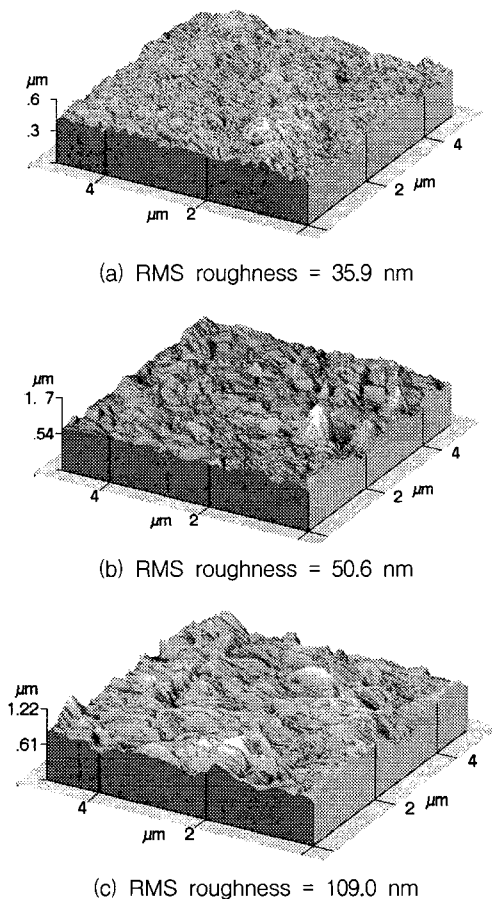 µm
.6
.3
4
µm
2
2
µm
4
(a) RMS roughness = 35.9 nm
µm
1. 7
.54
4
µm
2
2
µm
4
(b) RMS roughness = 50.6 nm
µm
1.22
.61
4
µm
2
2
µm
4
(c) RMS roughness = 109.0 nm